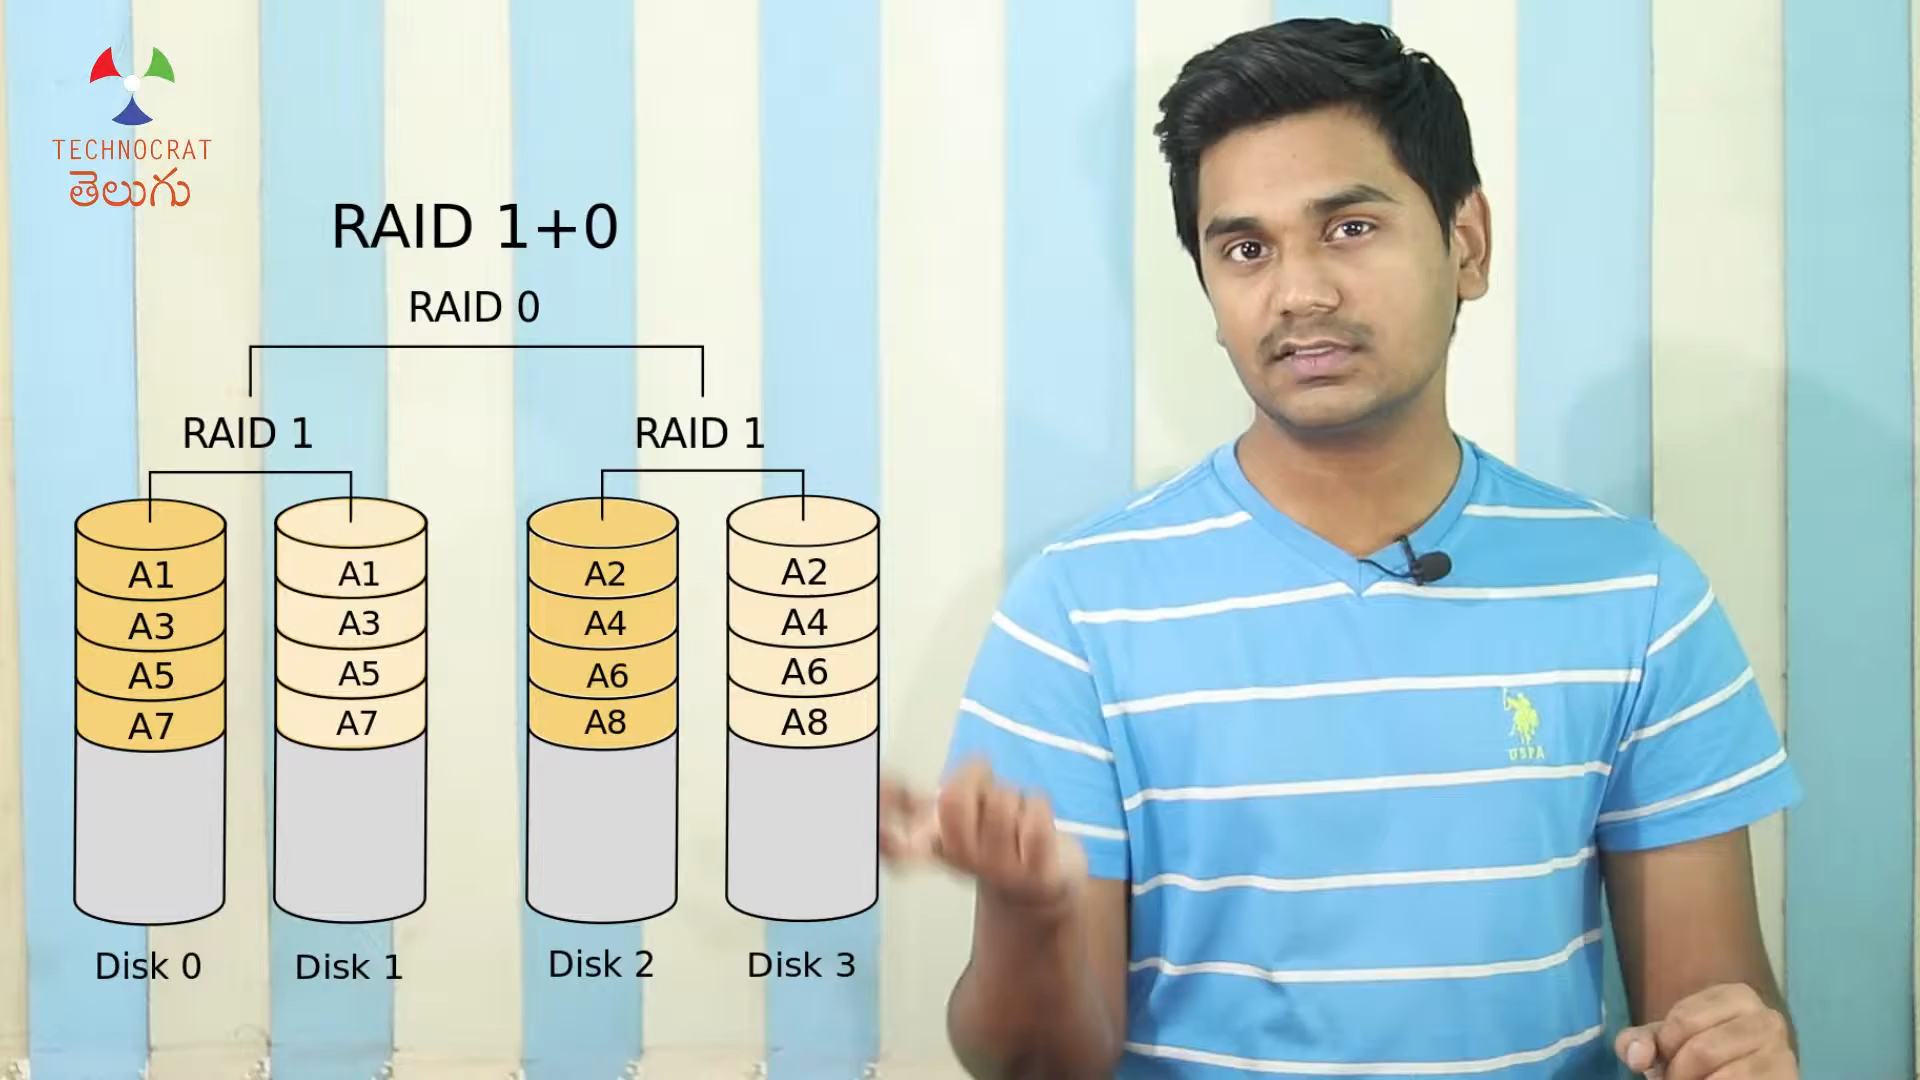 TECHNOCRAT
తెలుగు
RAID 1+0
RAID 0
RAID 1 RAID 1
A1 A1 A2 A2
A3 A3 A4 A4
A5 A5 A6 A6
A7 A7 A8 A8
Disk 0 Disk 1 Disk 2 Disk 3
USPA